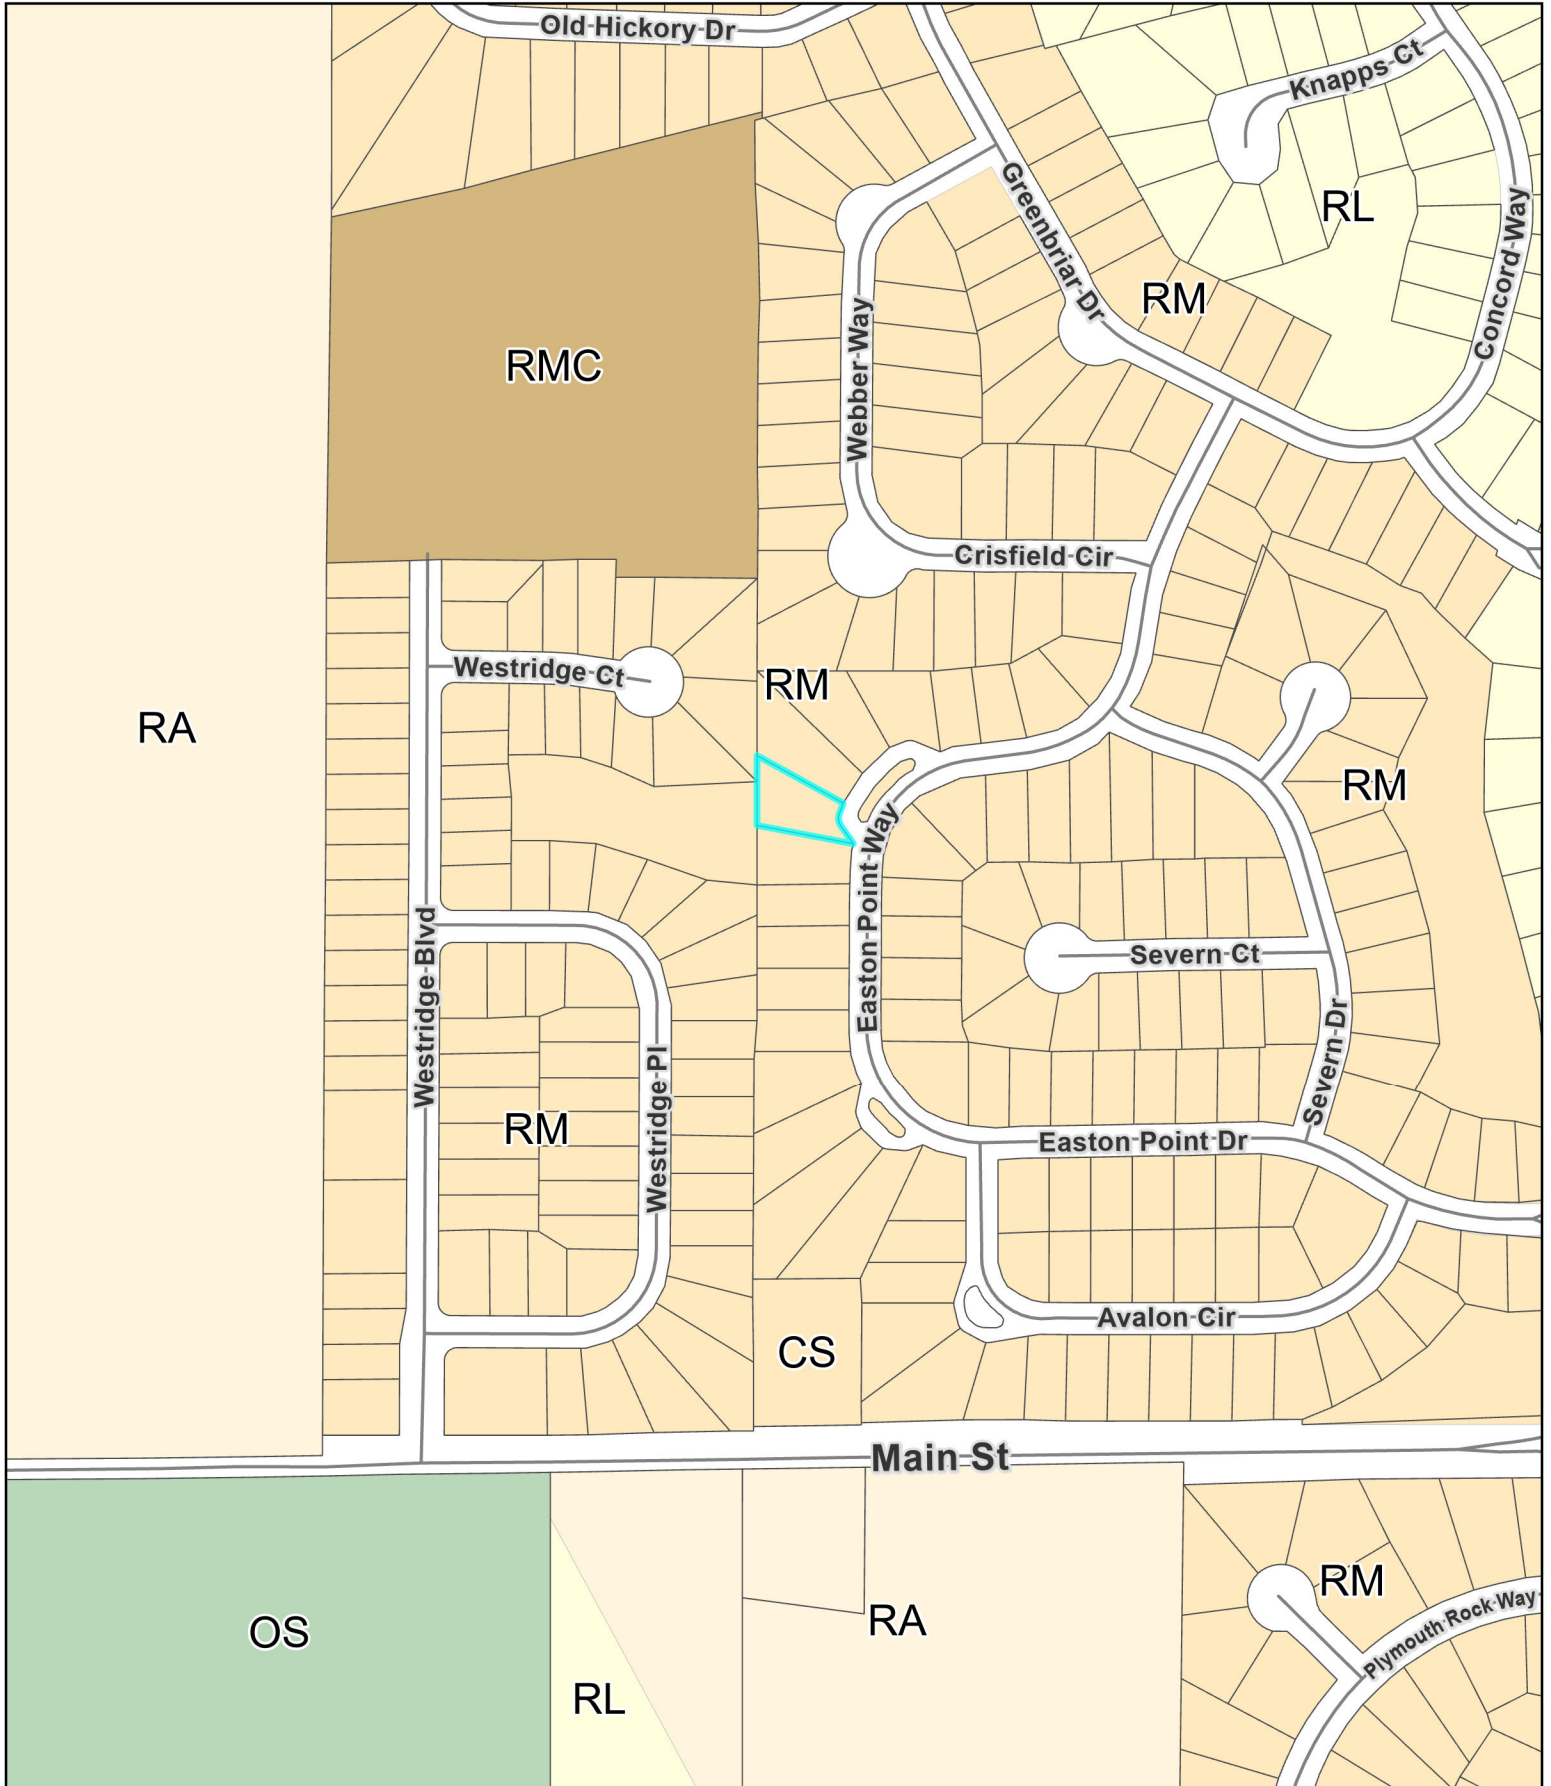 Old Hickory Dr
Knapps Ct
Greenbriar Dr
RL
Concord Way
RM
RMC
Webber Way
Crisfield Cir
Westridge Ct
RM
RA
RM
Easton Point Way
Severn Ct
Westridge Blvd
Severn Dr
Westridge Pl
RM
Easton Point Dr
Avalon Cir
CS
Main St
RM
Plymouth Rock Way
OS
RA
RL